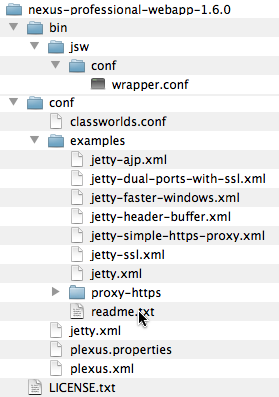 nexus-professional-webapp-1.6.0
bin
jsw
conf
wrapper.conf
conf
classworlds.conf
examples
jetty-ajp.xml
jetty-dual-ports-with-ssl.xml
jetty-faster-windows.xml
jetty-header-buffer.xml
jetty-simple-https-proxy.xml
jetty-ssl.xml
jetty.xml
proxy-https
readme.txt
jetty.xml
plexus.properties
plexus.xml
LICENSE.txt